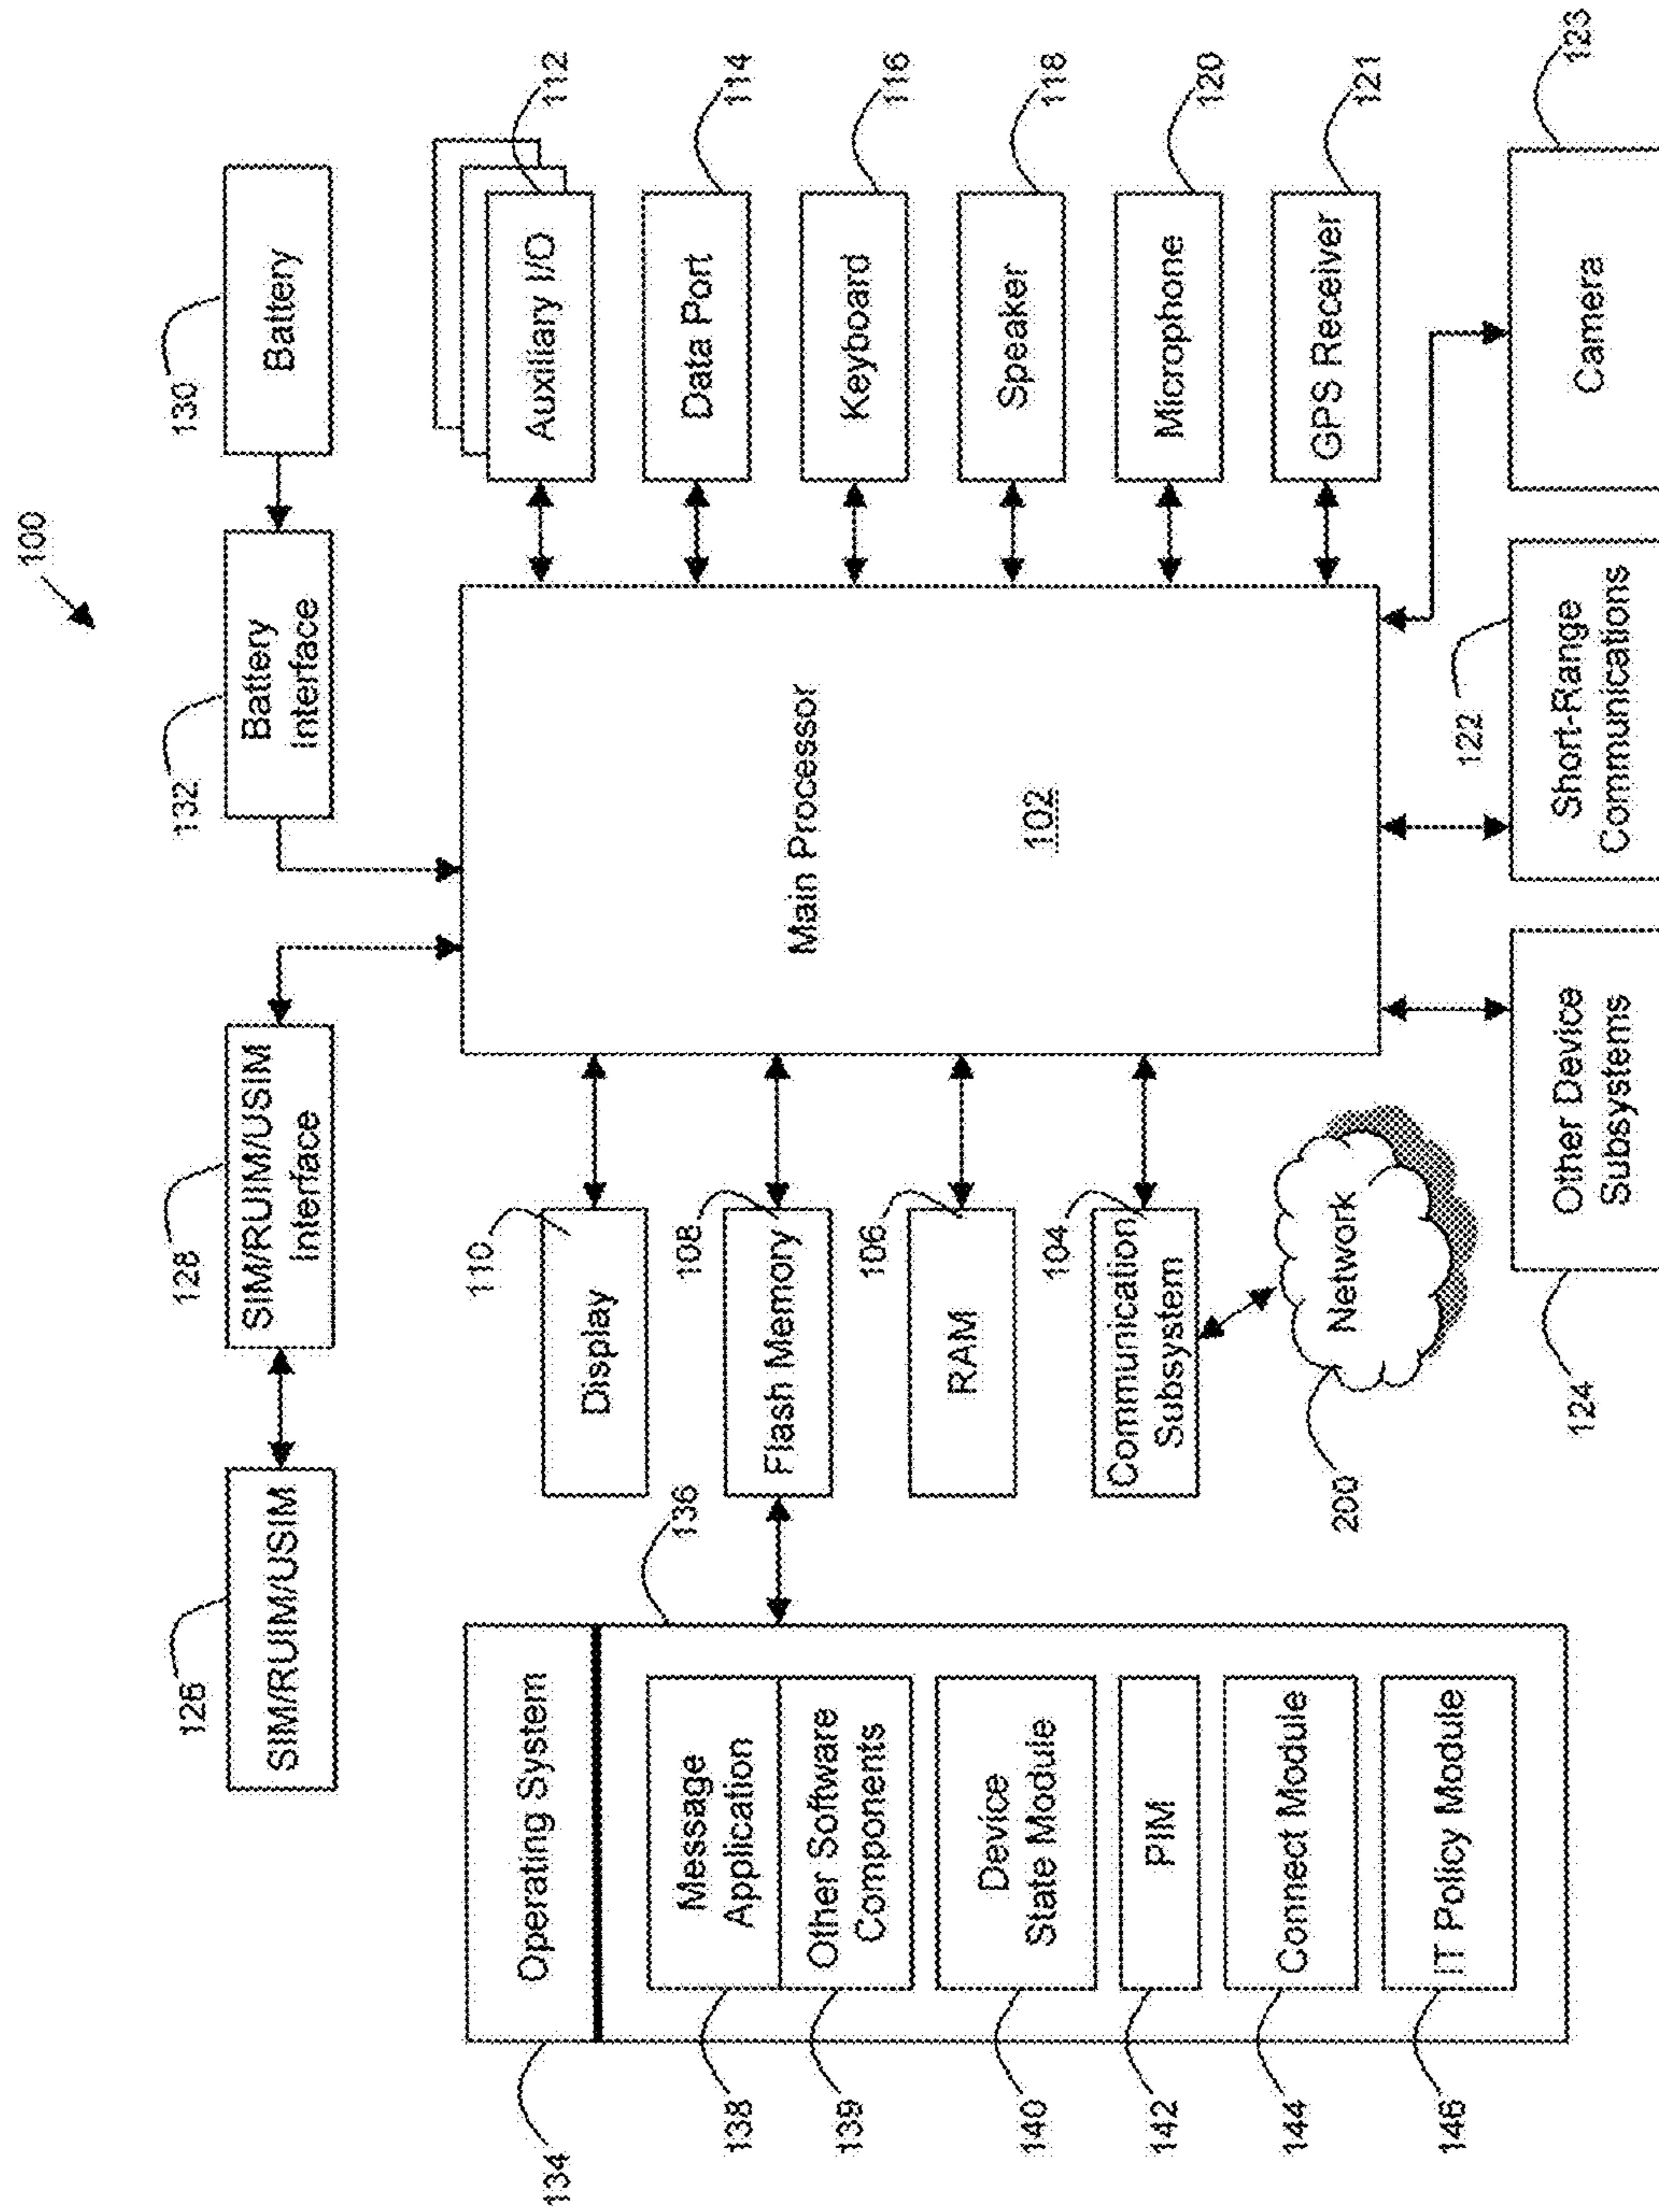 100
126
SIM/RUIM/USIM
128
SIM/RUIM/USIM
Interface
132
Battery
Interface
130
Battery
134
Operating System
136
138
Message
Application
139
Other Software
Components
140
Device
State Module
142
PIM
144
Connect Module
146
IT Policy Module
110
Display
108
Flash Memory
106
RAM
104
Communication
Subsystem
200
Network
Main Processor
102
Auxiliary I/O
112
Data Port
114
Keyboard
116
Speaker
118
Microphone
120
GPS Receiver
121
124
Other Device
Subsystems
122
Short-Range
Communications
Camera
123